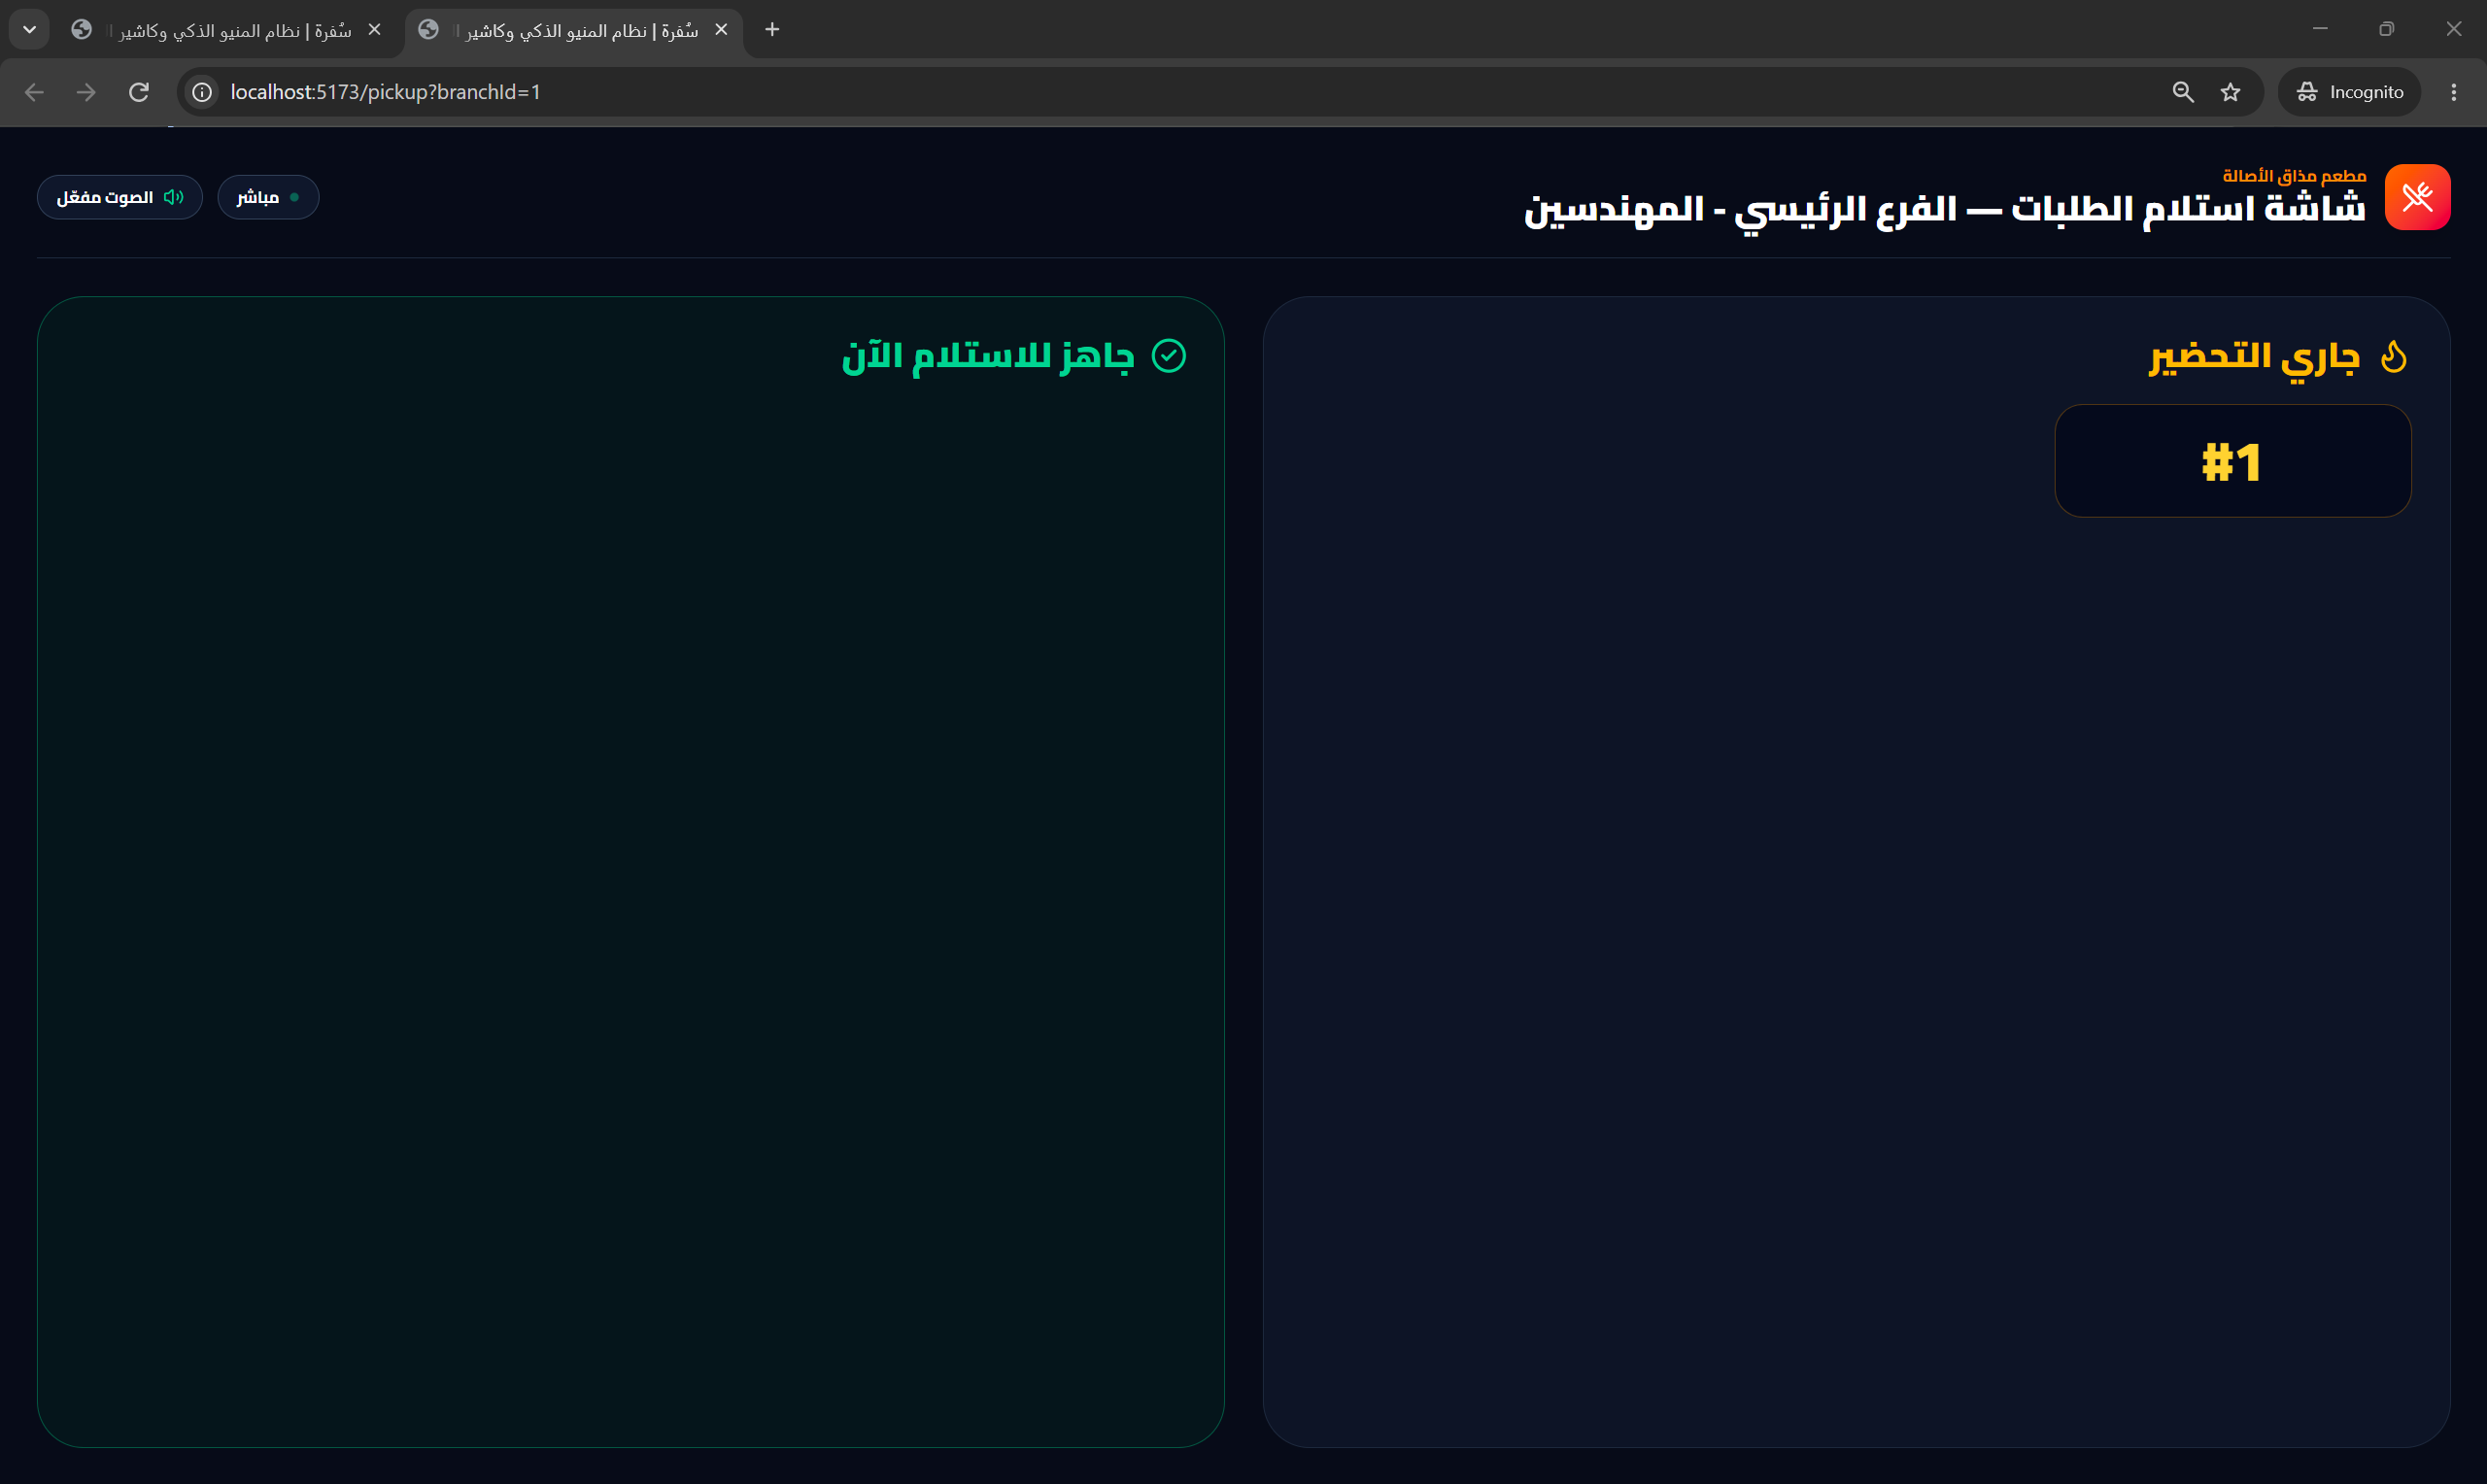 سُفرة | نظام المنيو الذكي وكاشير
سُفرة | نظام المنيو الذكي وكاشير
localhost:5173/pickup?branchId=1
Incognito
مطعم مذاق الأصالة
شاشة استلام الطلبات — الفرع الرئيسي - المهندسين
مباشر
الصوت مفعّل
جاري التحضير
#1
جاهز للاستلام الآن